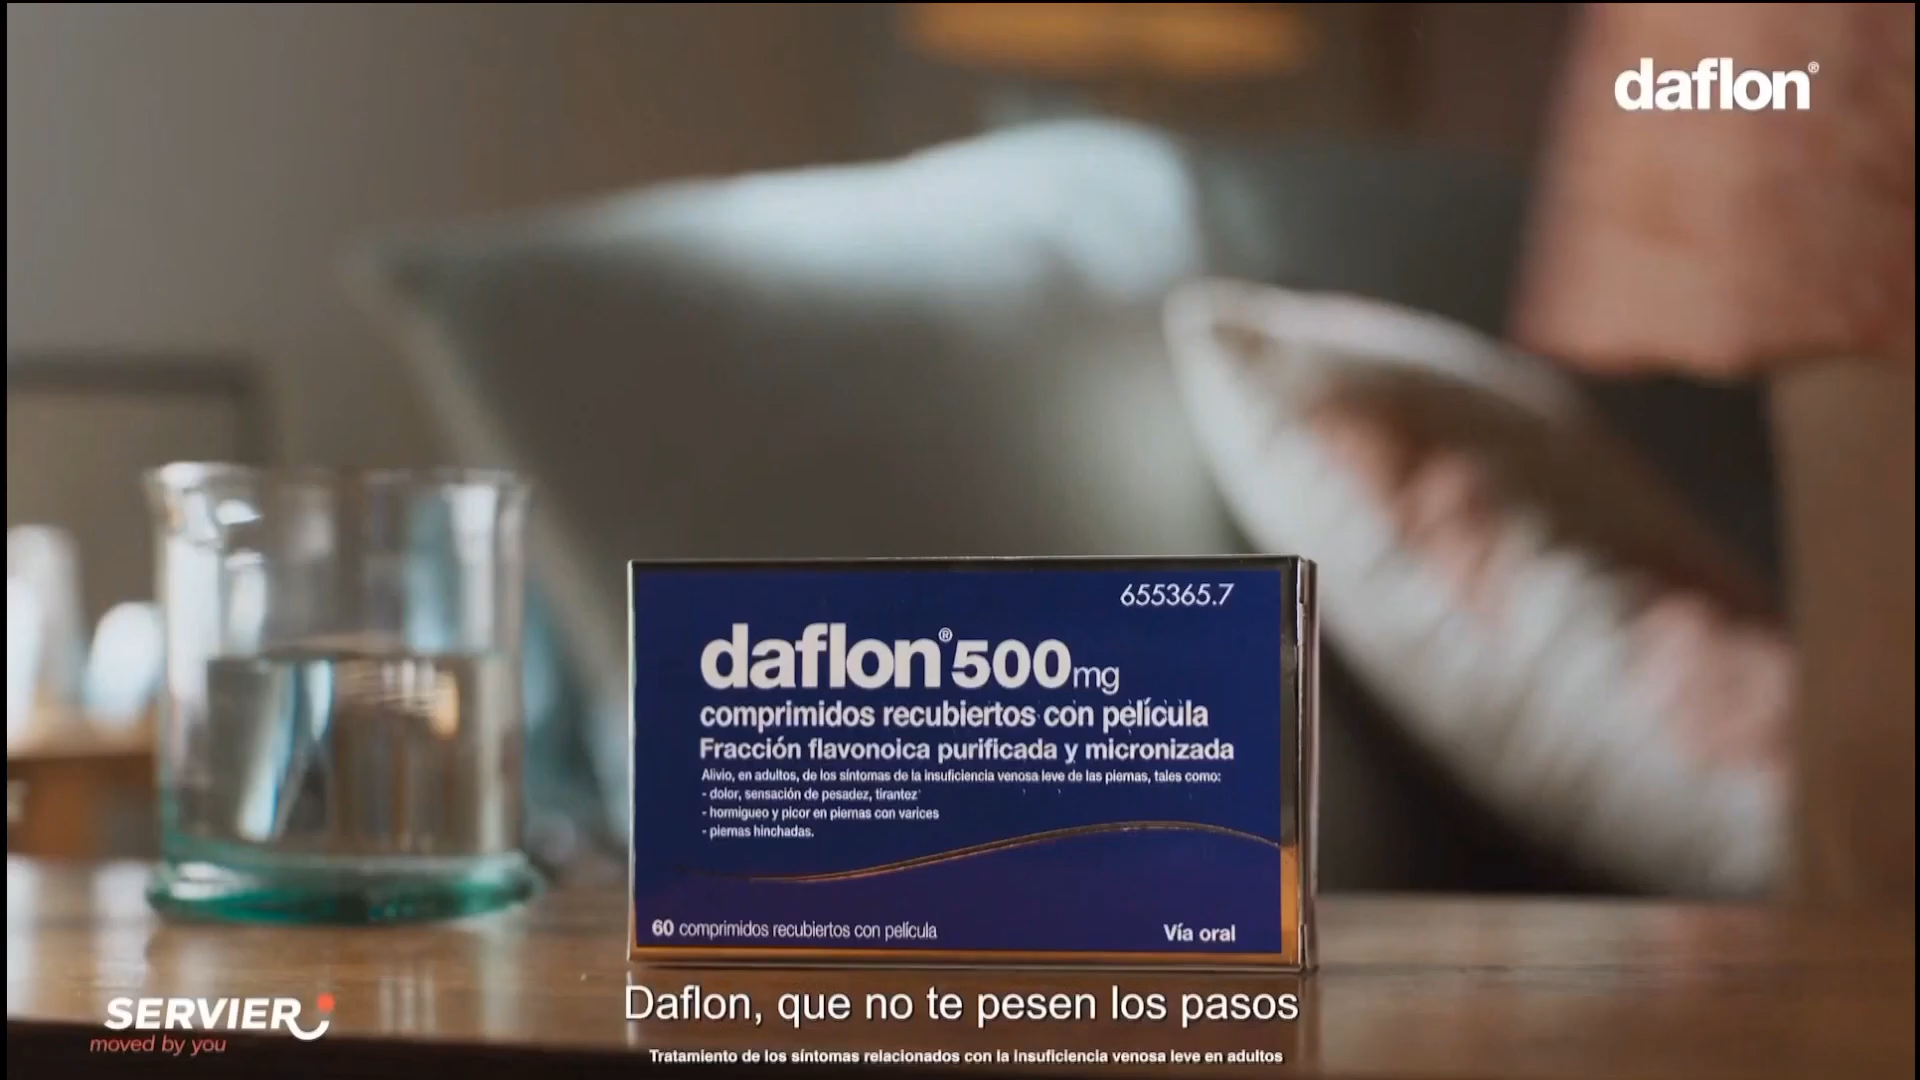 daflon®
655365.7
daflon® 500 mg
comprimidos recubiertos con película
Fracción flavonoica purificada y micronizada
Alivio, en adultos, de los síntomas de la insuficiencia venosa leve de las piernas, tales como:
- dolor, sensación de pesadez, tirantez
- hormigueo y picor en piernas con varices
- piernas hinchadas.
60 comprimidos recubiertos con película
Vía oral
SERVIER
moved by you
Daflon, que no te pesen los pasos
Tratamiento de los síntomas relacionados con la insuficiencia venosa leve en adultos